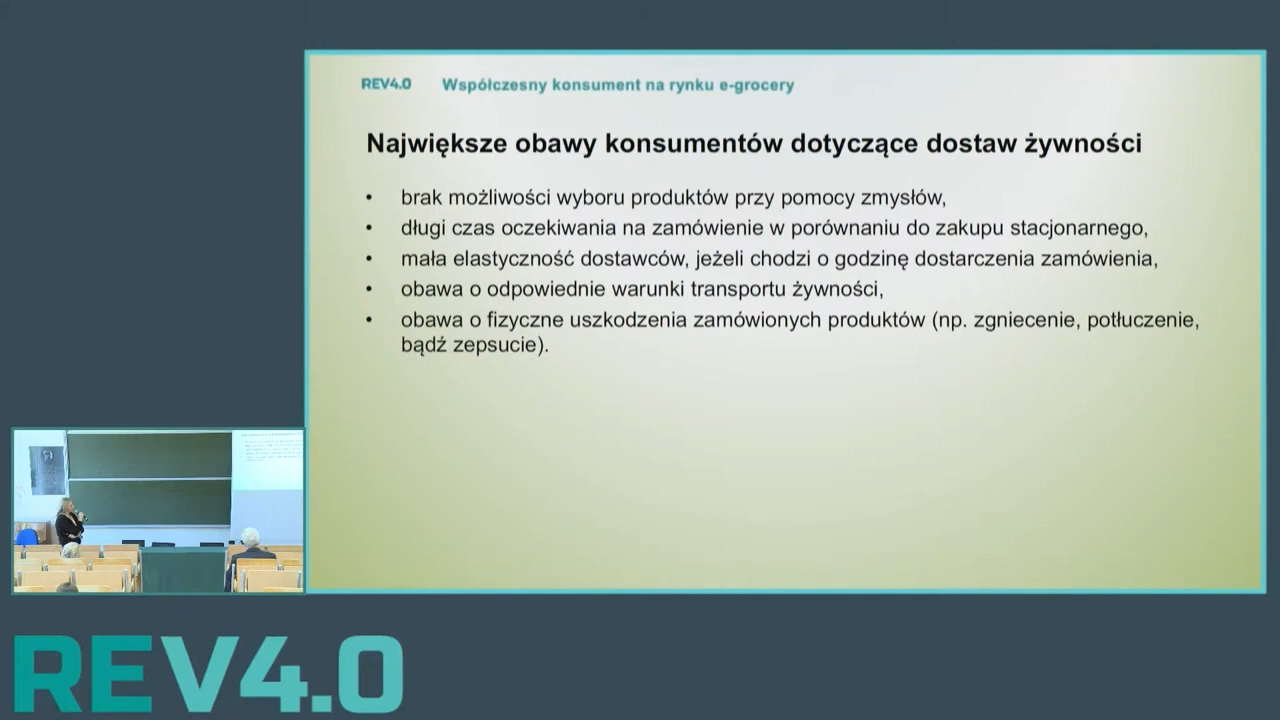 REV4.0 Współczesny konsument na rynku e-grocery
Największe obawy konsumentów dotyczące dostaw żywności
• brak możliwości wyboru produktów przy pomocy zmysłów,
• długi czas oczekiwania na zamówienie w porównaniu do zakupu stacjonarnego,
• mała elastyczność dostawców, jeżeli chodzi o godzinę dostarczenia zamówienia,
• obawa o odpowiednie warunki transportu żywności,
• obawa o fizyczne uszkodzenia zamówionych produktów (np. zgniecenie, potłuczenie,
bądź zepsucie).
REV4.0